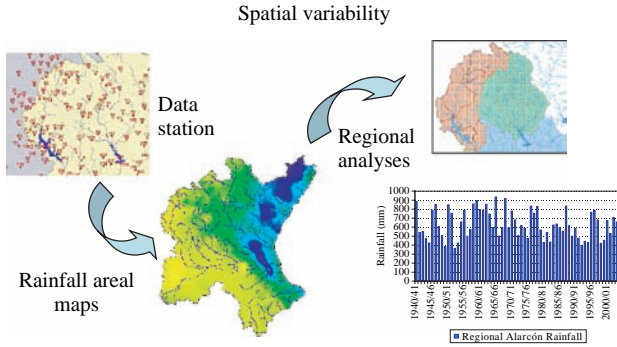 Spatial variability
Data
station
Regional
analyses
Rainfall areal
maps
Rainfall (mm)
1000
900
800
700
600
500
400
300
200
100
0
1940/41
1945/46
1950/51
1955/56
1960/61
1965/66
1970/71
1975/76
1980/81
1985/86
1990/91
1995/96
2000/01
Regional Alarcón Rainfall